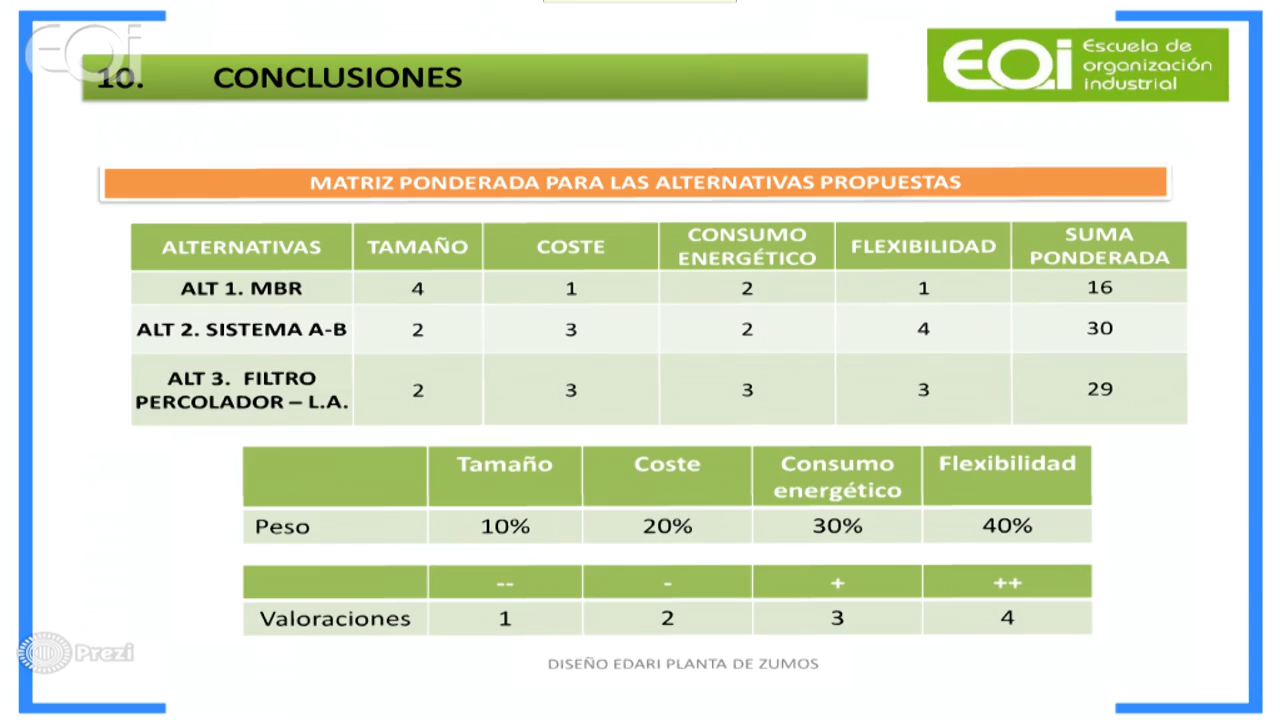 EOi
10. CONCLUSIONES
EOi Escuela de
organización
industrial
MATRIZ PONDERADA PARA LAS ALTERNATIVAS PROPUESTAS
ALTERNATIVAS TAMAÑO COSTE CONSUMO ENERGÉTICO FLEXIBILIDAD SUMA PONDERADA
ALT 1. MBR 4 1 2 1 16
ALT 2. SISTEMA A-B 2 3 2 4 30
ALT 3. FILTRO PERCOLADOR – L.A. 2 3 3 3 29
Tamaño Coste Consumo energético Flexibilidad
Peso 10% 20% 30% 40%
-- - + ++
Valoraciones 1 2 3 4
Prezi
DISEÑO EDARI PLANTA DE ZUMOS